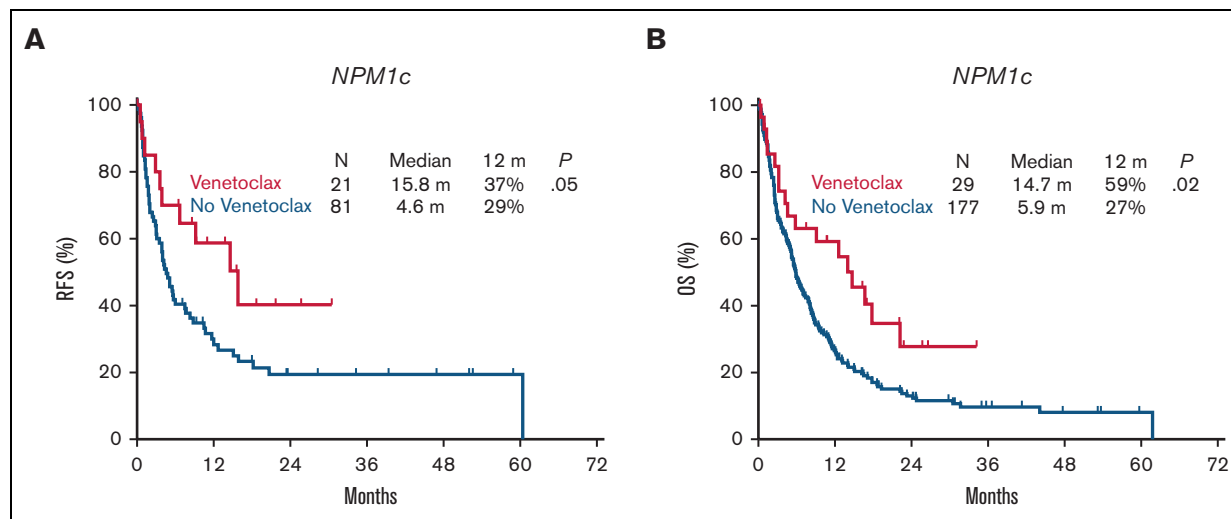 A
NPM1c
N Median 12 m P
Venetoclax 21 15.8 m 37% .05
No Venetoclax 81 4.6 m 29%
100
80
60
40
20
0
RFS (%)
0 12 24 36 48 60 72
Months
B
NPM1c
N Median 12 m P
Venetoclax 29 14.7 m 59% .02
No Venetoclax 177 5.9 m 27%
100
80
60
40
20
0
OS (%)
0 12 24 36 48 60 72
Months